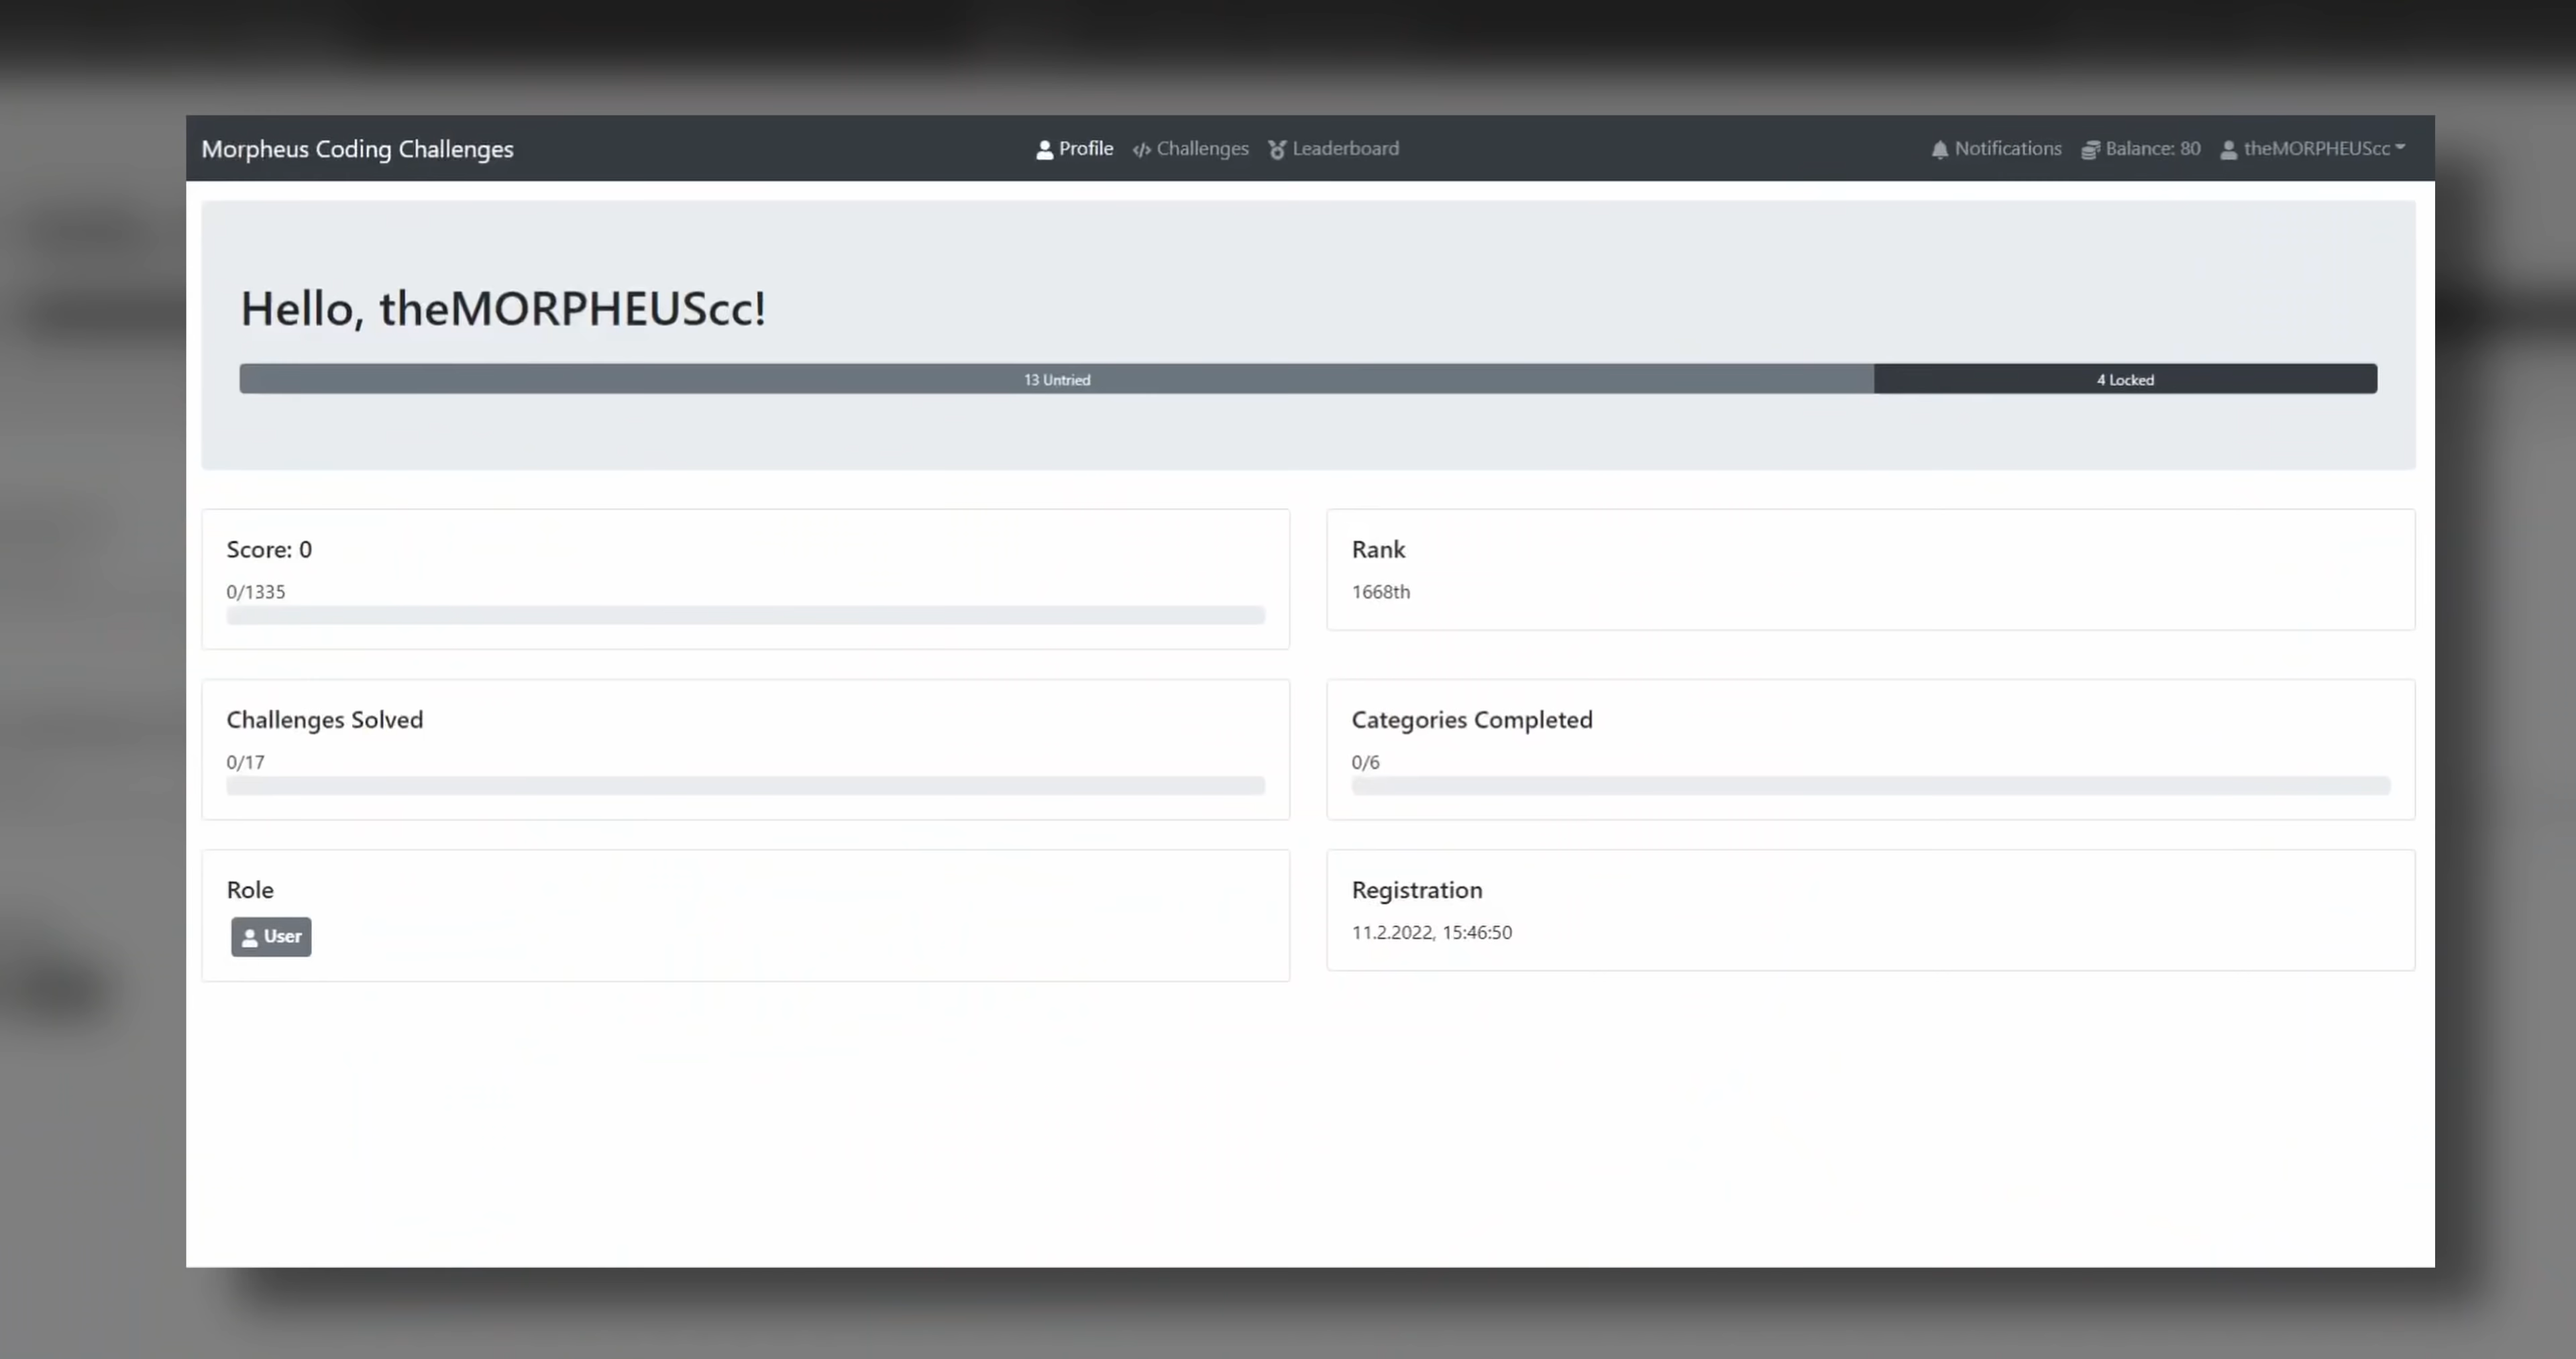 Morpheus Coding Challenges Profile Challenges Leaderboard Notifications Balance: 80 theMORPHEUScc
Hello, theMORPHEUScc!
13 Untried 4 Locked
Score: 0
0/1335
Rank
1668th
Challenges Solved
0/17
Categories Completed
0/6
Role
User
Registration
11.2.2022, 15:46:50